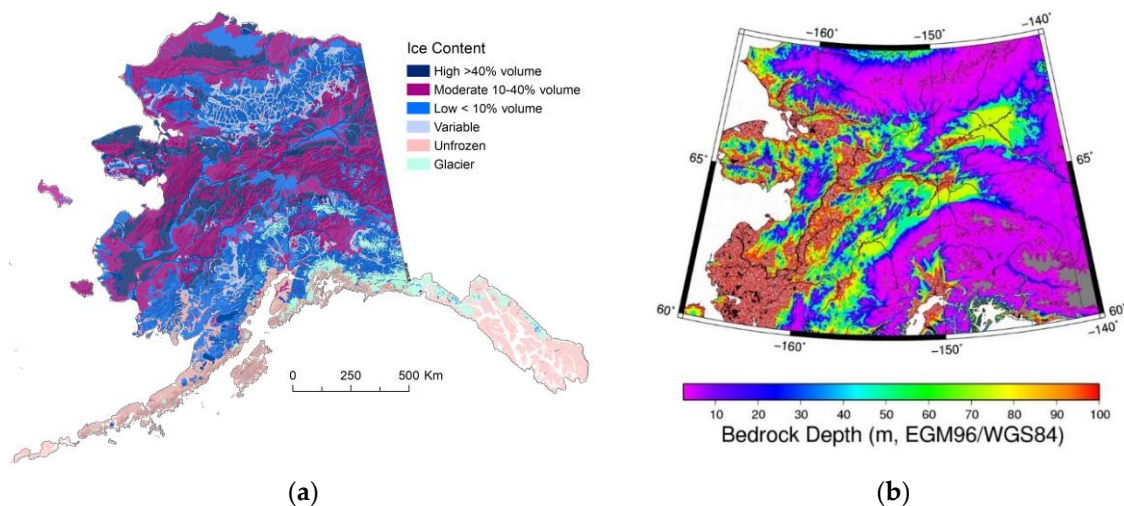 Ice Content
High >40% volume
Moderate 10-40% volume
Low < 10% volume
Variable
Unfrozen
Glacier
0 250 500 Km
(a)
−160° −150° −140°
65° 65°
60° 60°
−160° −150° −140°
10 20 30 40 50 60 70 80 90 100
Bedrock Depth (m, EGM96/WGS84)
(b)